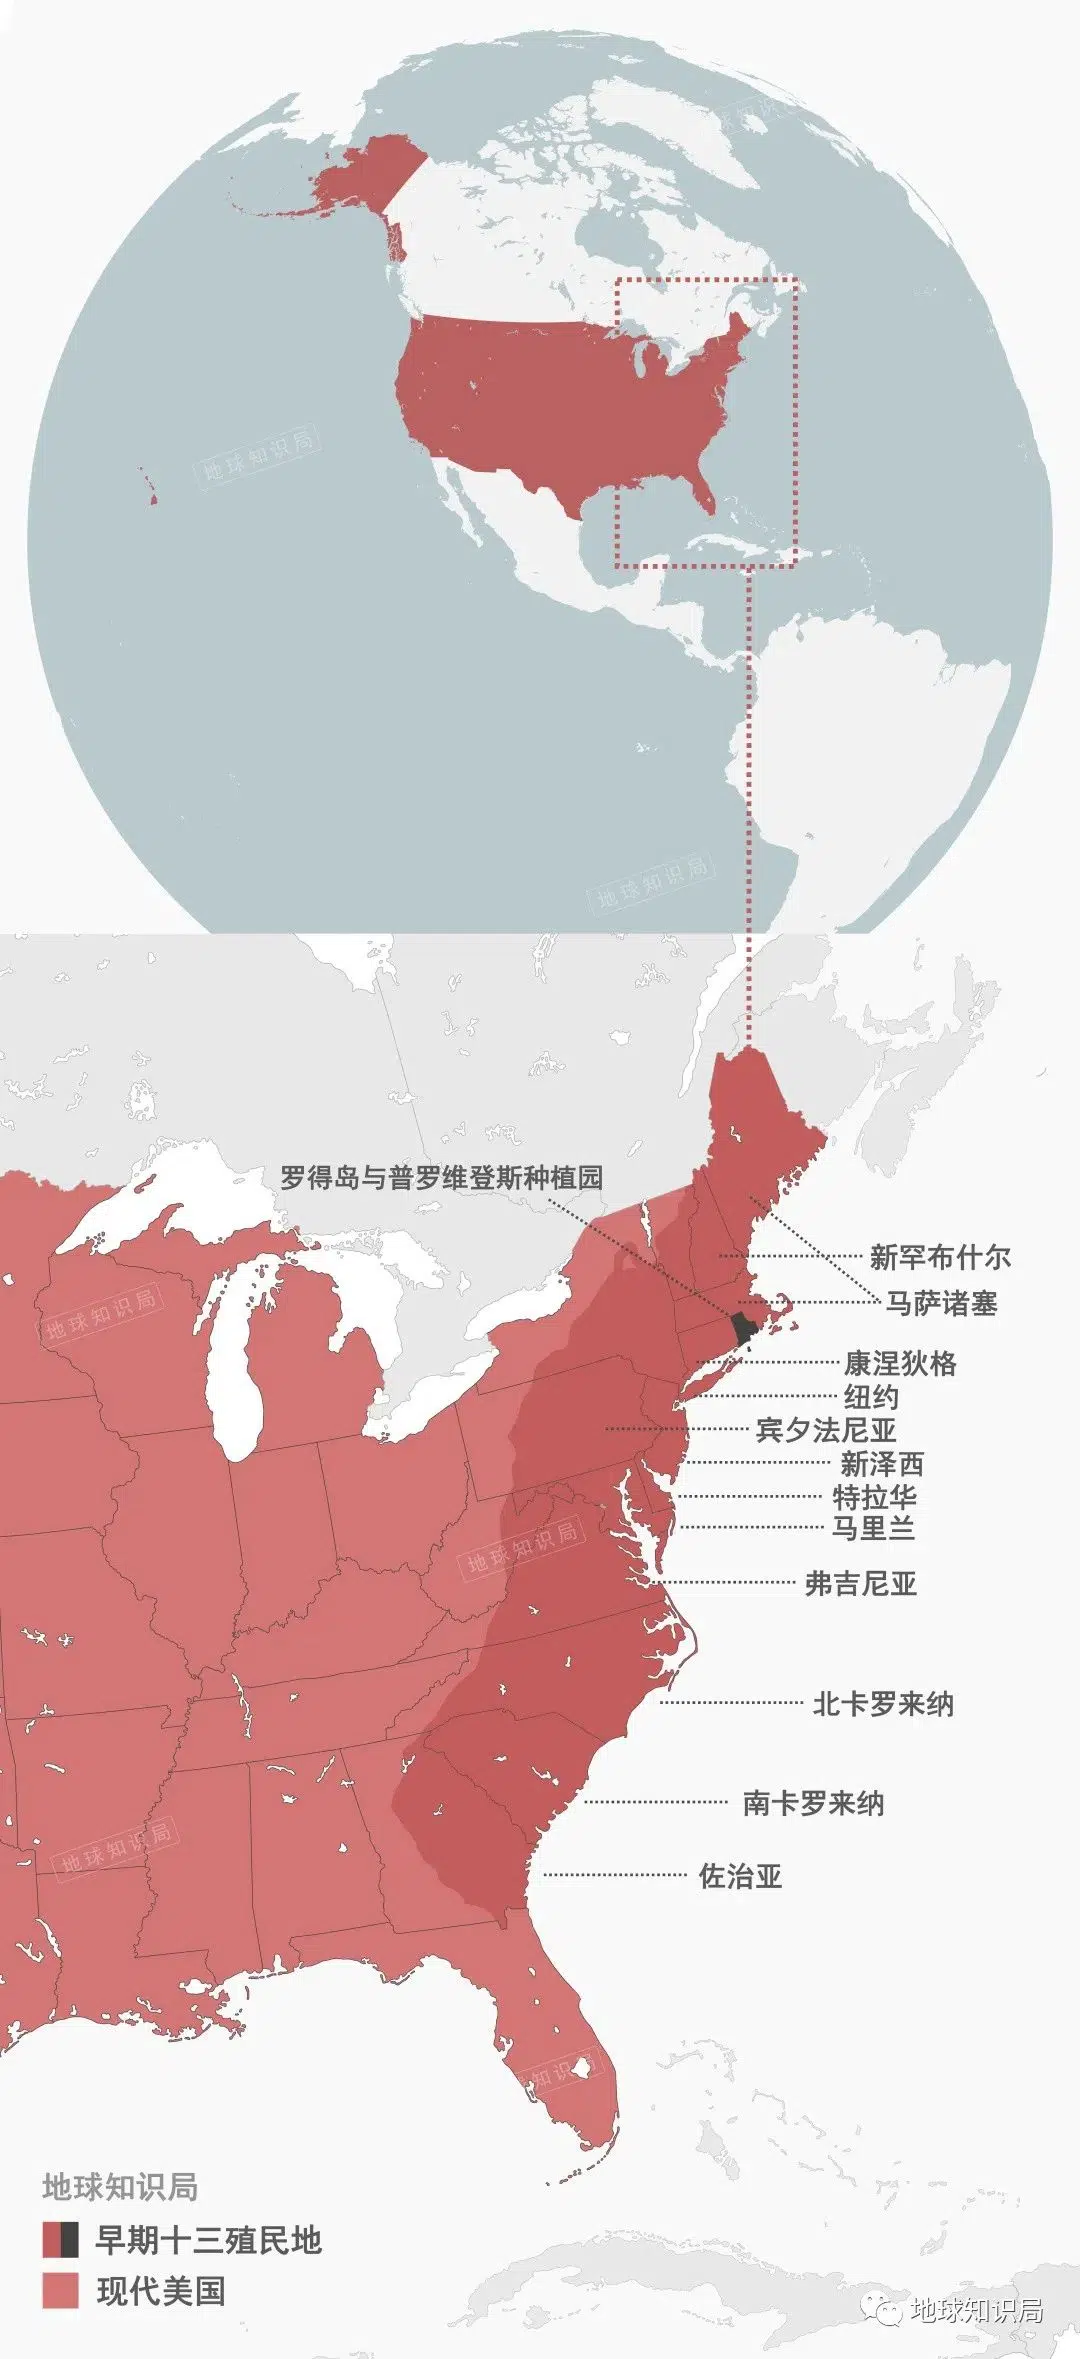 地球知识局
地球知识局
地球知识局
罗得岛与普罗维登斯种植园
新罕布什尔
马萨诸塞
地球知识局
康涅狄格
纽约
宾夕法尼亚
新泽西
特拉华
马里兰
地球知识局
弗吉尼亚
北卡罗来纳
南卡罗来纳
地球知识局
佐治亚
地球知识局
地球知识局
早期十三殖民地
现代美国
地球知识局